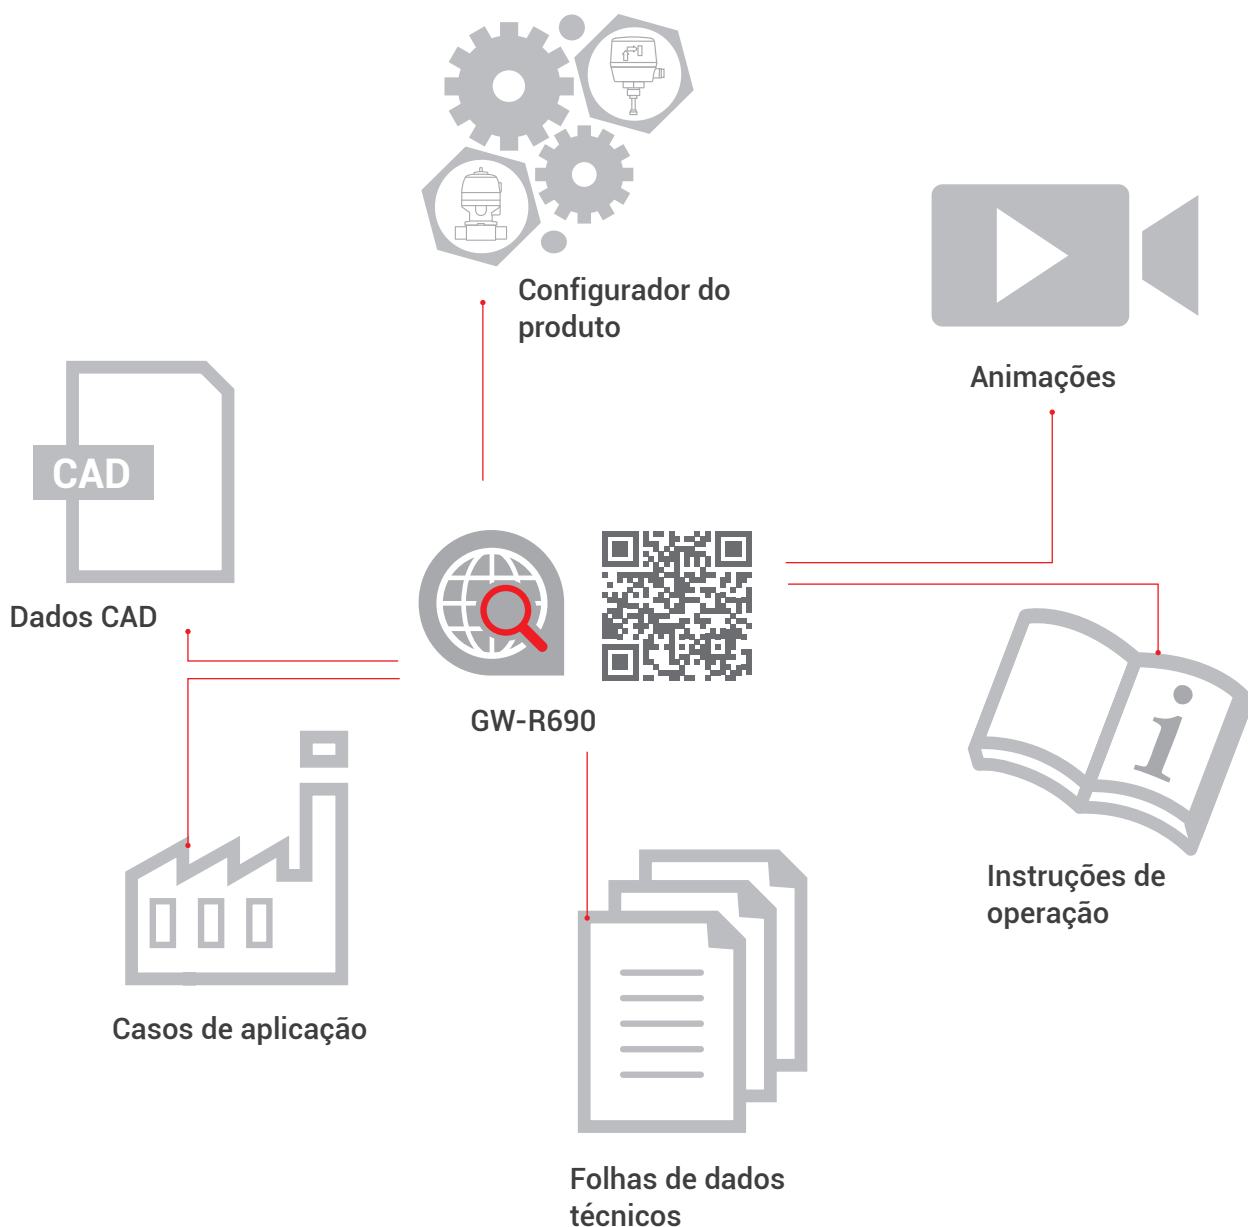 Configurador do
produto
Animações
CAD
Dados CAD
GW-R690
i
Instruções de
operação
Casos de aplicação
Folhas de dados
técnicos